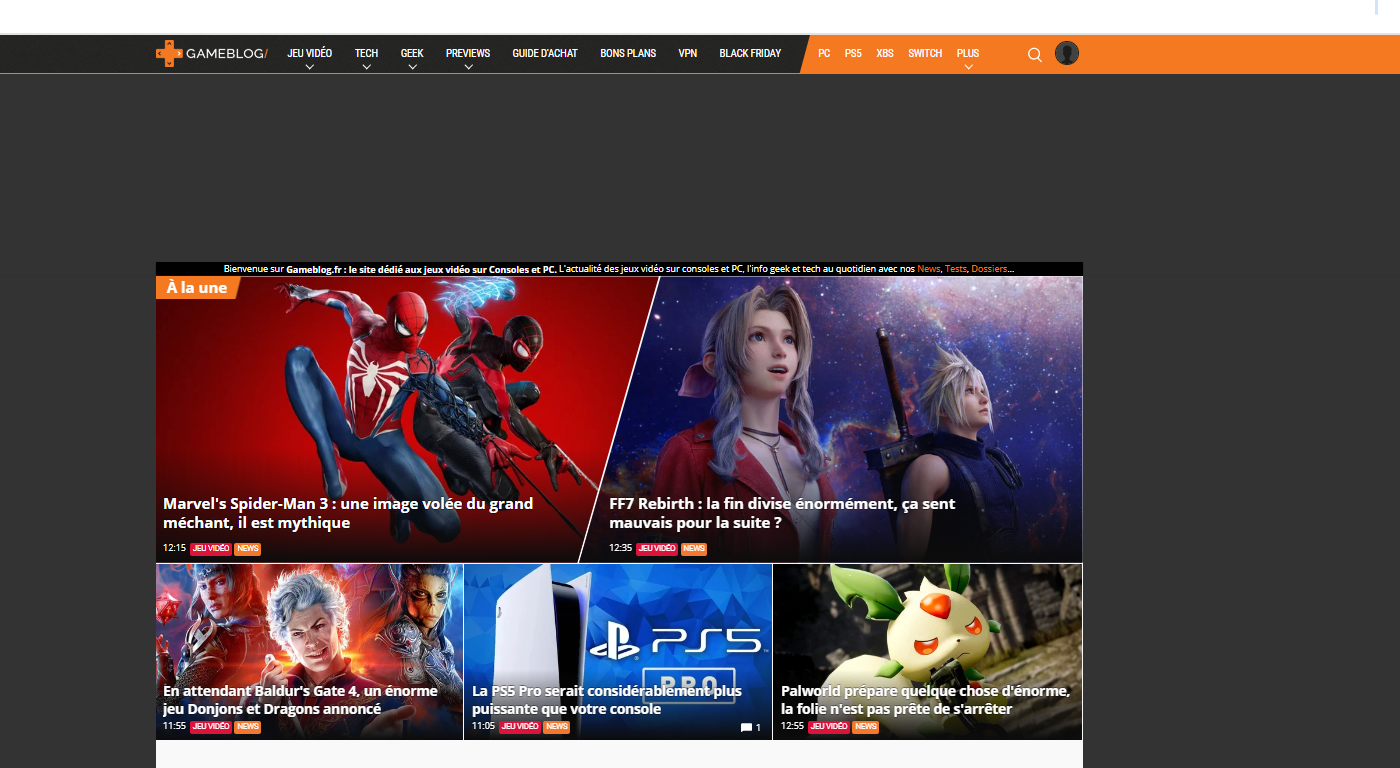 GAMEBLOG/ JEU VIDÉO TECH GEEK PREVIEWS GUIDE D'ACHAT BONS PLANS VPN BLACK FRIDAY PC PS5 XBS SWITCH PLUS
Bienvenue sur Gameblog.fr : le site dédié aux jeux vidéo sur Consoles et PC. L'actualité des jeux vidéo sur consoles et PC, l'info geek et tech au quotidien avec nos News, Tests, Dossiers...
À la une
Marvel's Spider-Man 3 : une image volée du grand
méchant, il est mythique
12:15 JEU VIDÉO NEWS
FF7 Rebirth : la fin divise énormément, ça sent
mauvais pour la suite ?
12:35 JEU VIDÉO NEWS
En attendant Baldur's Gate 4, un énorme
jeu Donjons et Dragons annoncé
11:55 JEU VIDÉO NEWS
PS5
PRO
La PS5 Pro serait considérablement plus
puissante que votre console
11:05 JEU VIDÉO NEWS 1
Palworld prépare quelque chose d'énorme,
la folie n'est pas prête de s'arrêter
12:55 JEU VIDÉO NEWS